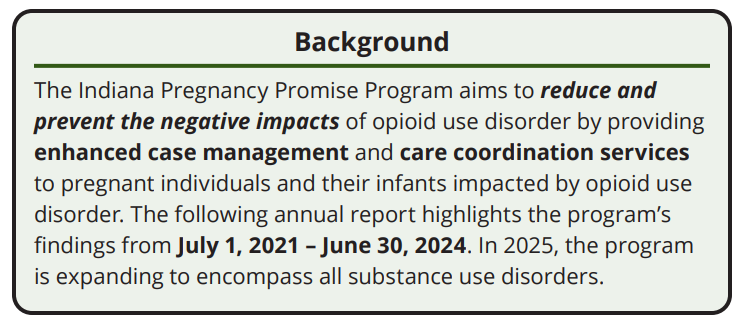 Background
The Indiana Pregnancy Promise Program aims to reduce and
prevent the negative impacts of opioid use disorder by providing
enhanced case management and care coordination services
to pregnant individuals and their infants impacted by opioid use
disorder. The following annual report highlights the program’s
findings from July 1, 2021 – June 30, 2024. In 2025, the program
is expanding to encompass all substance use disorders.